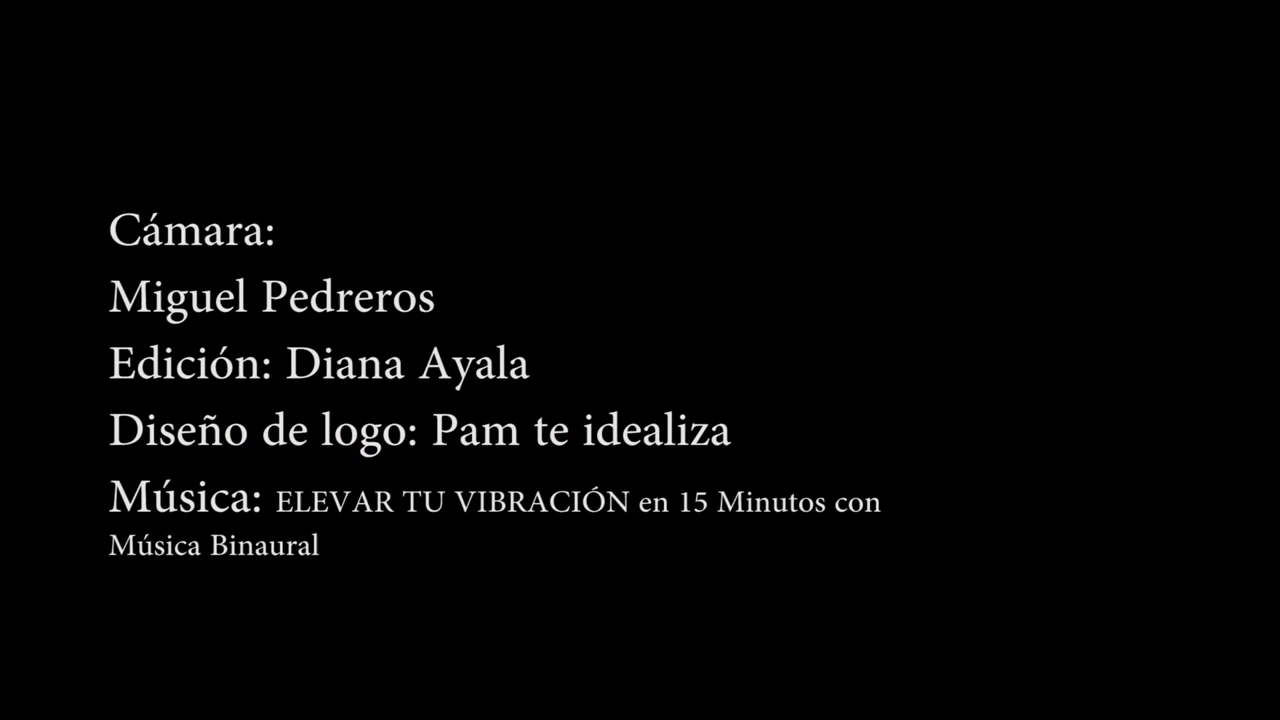 Cámara:
Miguel Pedreros
Edición: Diana Ayala
Diseño de logo: Pam te idealiza
Música: ELEVAR TU VIBRACIÓN en 15 Minutos con
Música Binaural